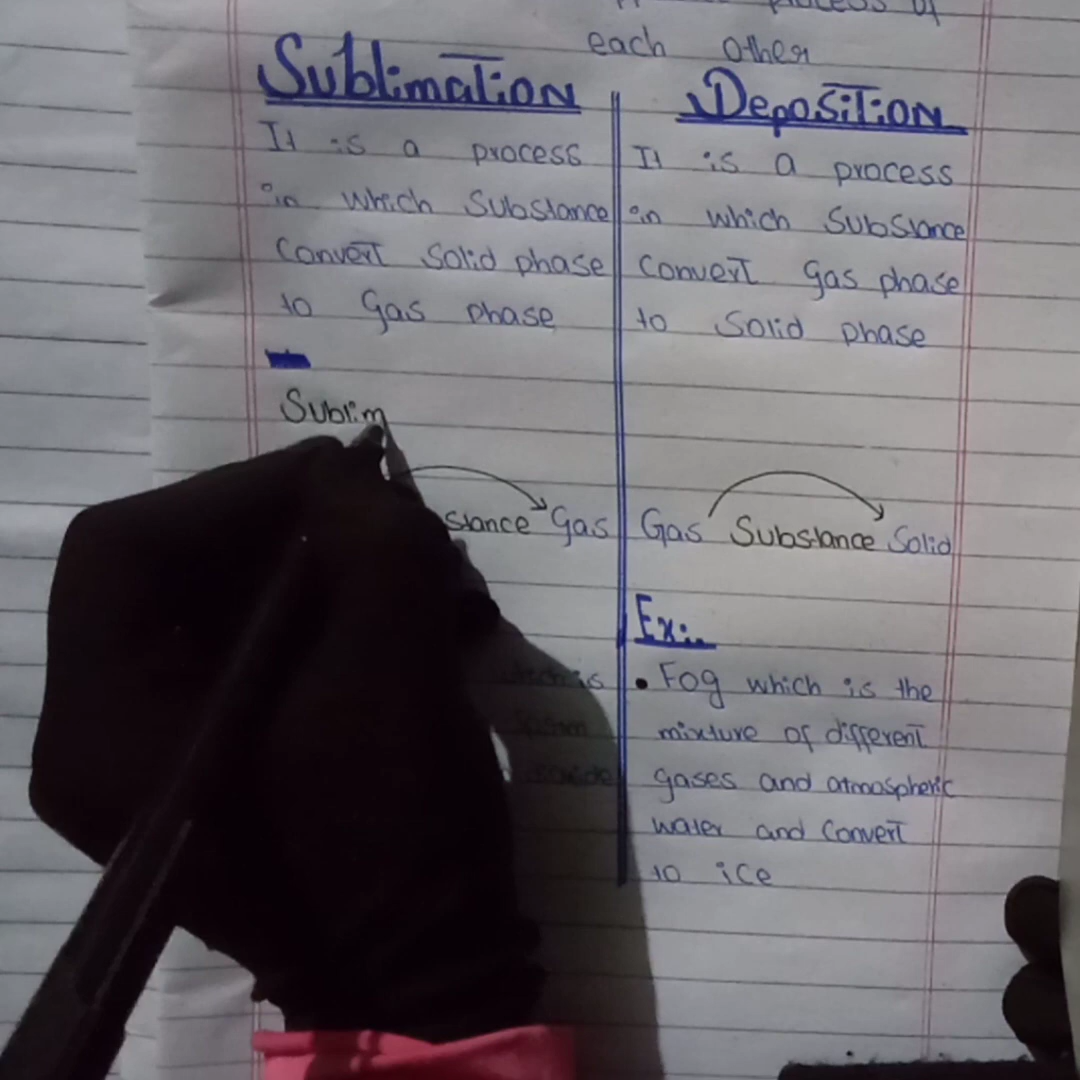 process of
each other
Sublimation
It is a process
in which Substance
Convert Solid phase
to Gas phase
Sublim
stance Gas
Deposition
It is a process
in which Substance
Convert gas phase
to Solid phase
Gas Substance Solid
Ex:
• Fog which is the
mixture of different
gases and atmospheric
water and Convert
to ice